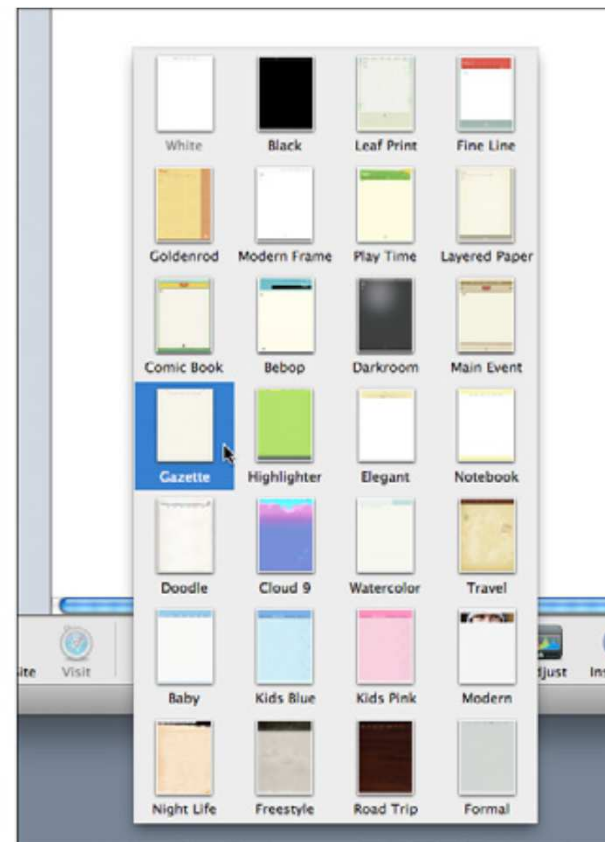 White Black Leaf Print Fine Line
Goldenrod Modern Frame Play Time Layered Paper
Comic Book Bebop Darkroom Main Event
Gazette Highlighter Elegant Notebook
Doodle Cloud 9 Watercolor Travel
ite Visit
Baby Kids Blue Kids Pink Modern
Night Life Freestyle Road Trip Formal